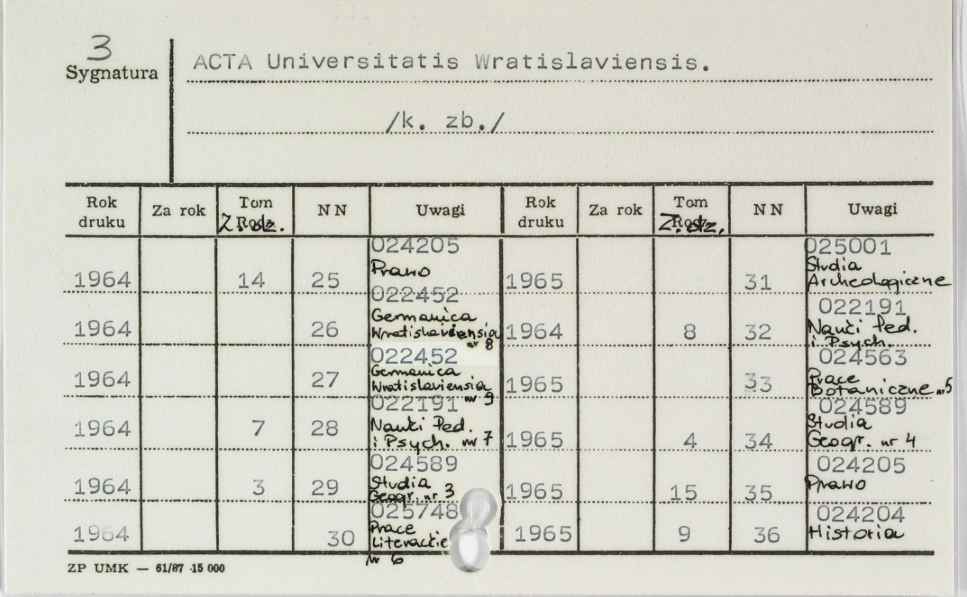 3
Sygnatura
ACTA Universitatis Wratislaviensis.
/k. zb./
Rok druku Za rok Tom Z. dz. NN Uwagi Rok druku Za rok Tom Z. dz. NN Uwagi
1964 14 25 024205 Prawo
1965 31 025001 Studia Archeologiczne
1964 26 022452 Germanica Wratislaviensia nr 8
1964 8 32 022191 Nauki Ped. i Psych.
1964 27 022452 Germanica Wratislaviensia nr 9
1965 33 024563 Prace Botaniczne nr 5
1964 7 28 022191 Nauki Ped. i Psych. nr 7
1965 4 34 024589 Studia Geogr. nr 4
1964 3 29 024589 Studia Geogr. nr 3
1965 15 35 024205 Prawo
1964 30 025748 Prace Literackie nr 6
1965 9 36 024204 Historia
ZP UMK — 61/87 15 000